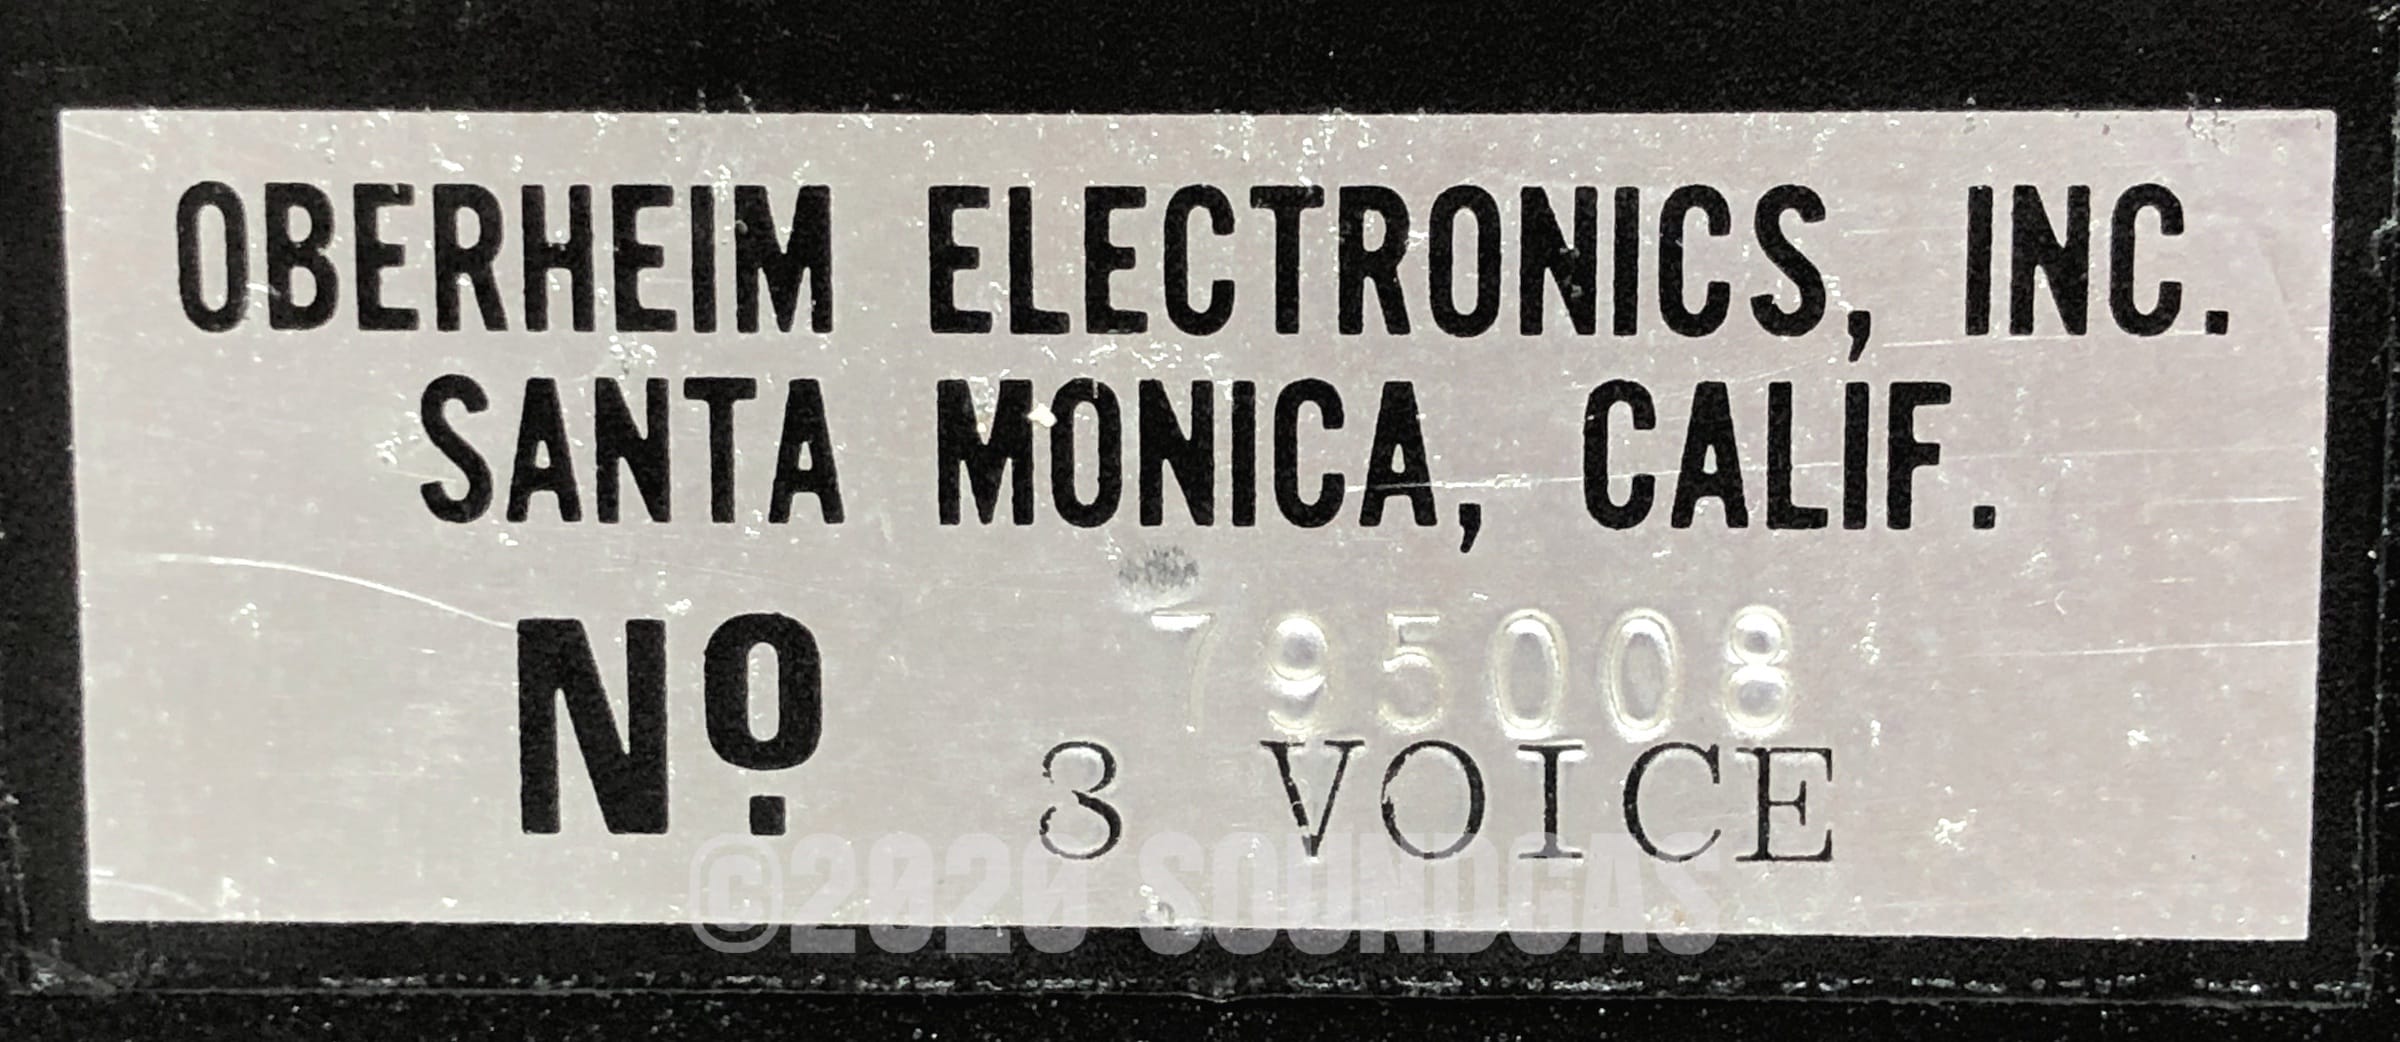 OBERHEIM ELECTRONICS, INC.
SANTA MONICA, CALIF.
Nº. 795008
3 VOICE
©2020 SOUNDGAS